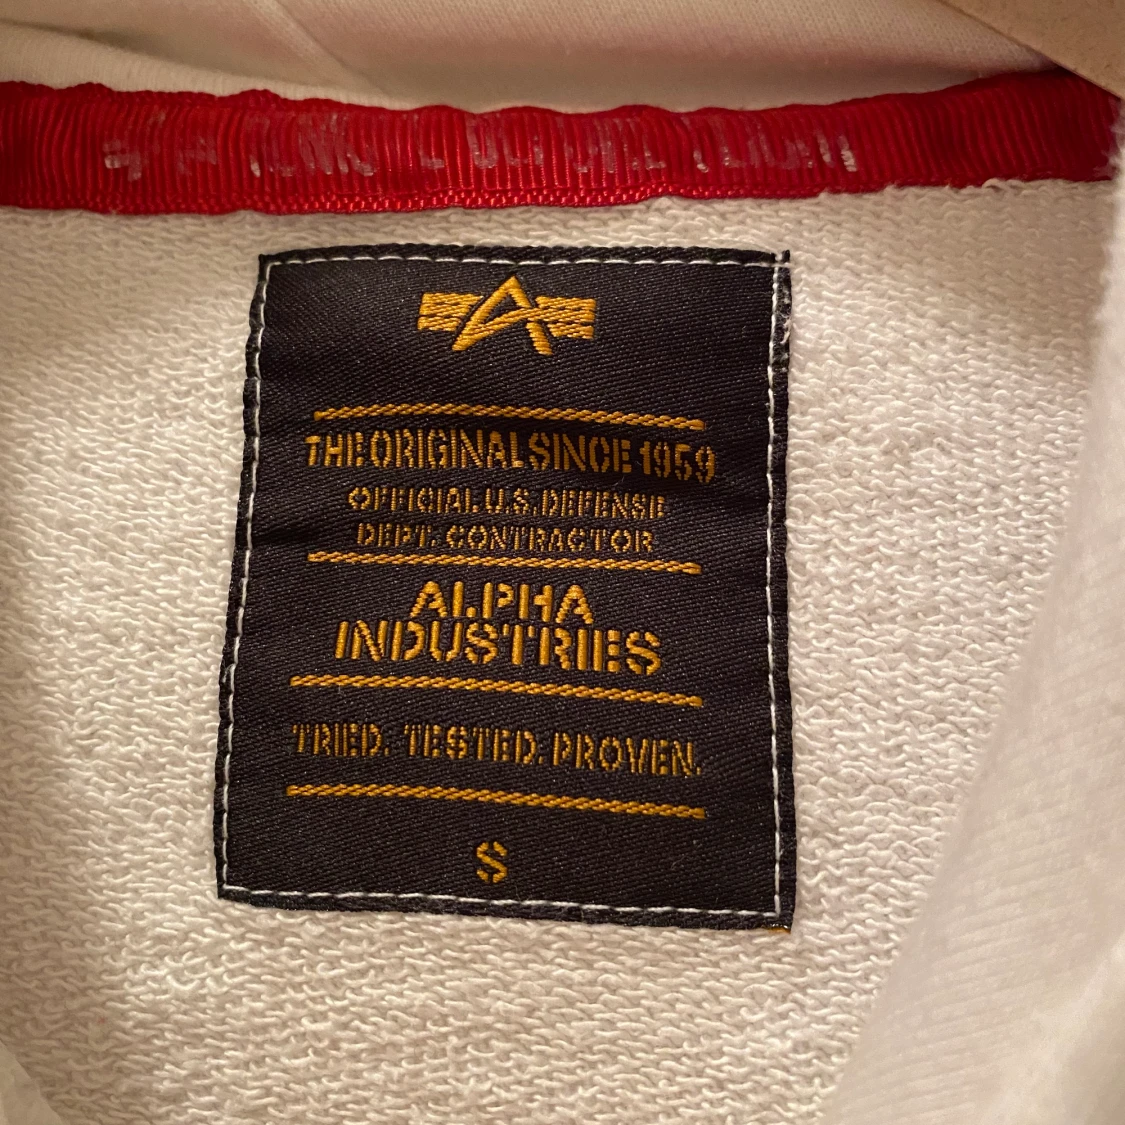 THE ORIGINAL SINCE 1959
OFFICIAL U.S. DEFENSE
DEPT. CONTRACTOR
ALPHA
INDUSTRIES
TRIED. TESTED. PROVEN.
S